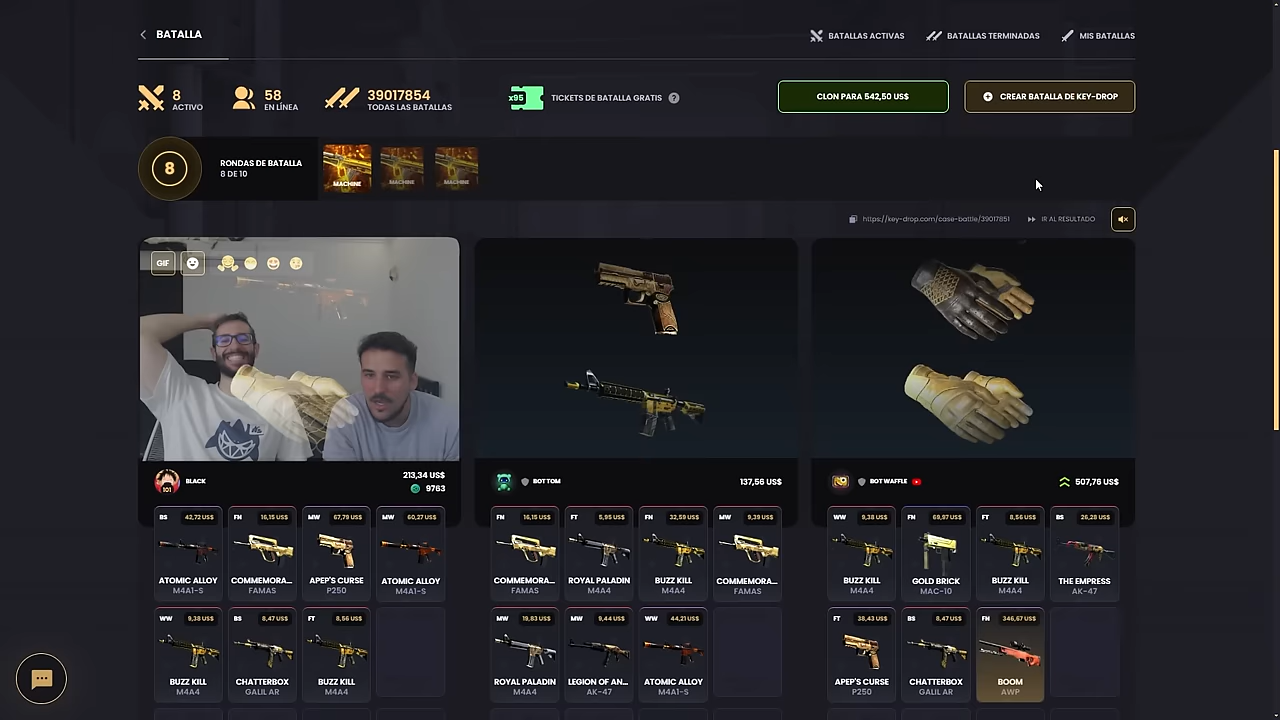 BATALLA
BATALLAS ACTIVAS
BATALLAS TERMINADAS
MIS BATALLAS
8
ACTIVO
58
EN LÍNEA
39017854
TODAS LAS BATALLAS
x95
TICKETS DE BATALLA GRATIS ?
CLON PARA 542,50 US$
CREAR BATALLA DE KEY-DROP
8
RONDAS DE BATALLA
8 DE 10
MACHINE
MACHINE
MACHINE
https://key-drop.com/case-battle/39017851
IR AL RESULTADO
GIF
101
BLACK
213,34 US$
9763
BOT TOM
137,56 US$
BOT WAFFLE
507,76 US$
BS 42,72 US$
ATOMIC ALLOY
M4A1-S
FN 16,15 US$
COMMEMORA...
FAMAS
MW 67,79 US$
APEP'S CURSE
P250
MW 60,27 US$
ATOMIC ALLOY
M4A1-S
FN 16,15 US$
COMMEMORA...
FAMAS
FT 5,95 US$
ROYAL PALADIN
M4A4
FN 32,59 US$
BUZZ KILL
M4A4
MW 9,39 US$
COMMEMORA...
FAMAS
WW 9,38 US$
BUZZ KILL
M4A4
FN 69,97 US$
GOLD BRICK
MAC-10
FT 8,56 US$
BUZZ KILL
M4A4
BS 26,28 US$
THE EMPRESS
AK-47
WW 9,38 US$
BUZZ KILL
M4A4
BS 8,47 US$
CHATTERBOX
GALIL AR
FT 8,56 US$
BUZZ KILL
M4A4
MW 19,83 US$
ROYAL PALADIN
M4A4
MW 9,44 US$
LEGION OF AN...
AK-47
WW 44,21 US$
ATOMIC ALLOY
M4A1-S
FT 38,43 US$
APEP'S CURSE
P250
BS 8,47 US$
CHATTERBOX
GALIL AR
FN 346,67 US$
BOOM
AWP